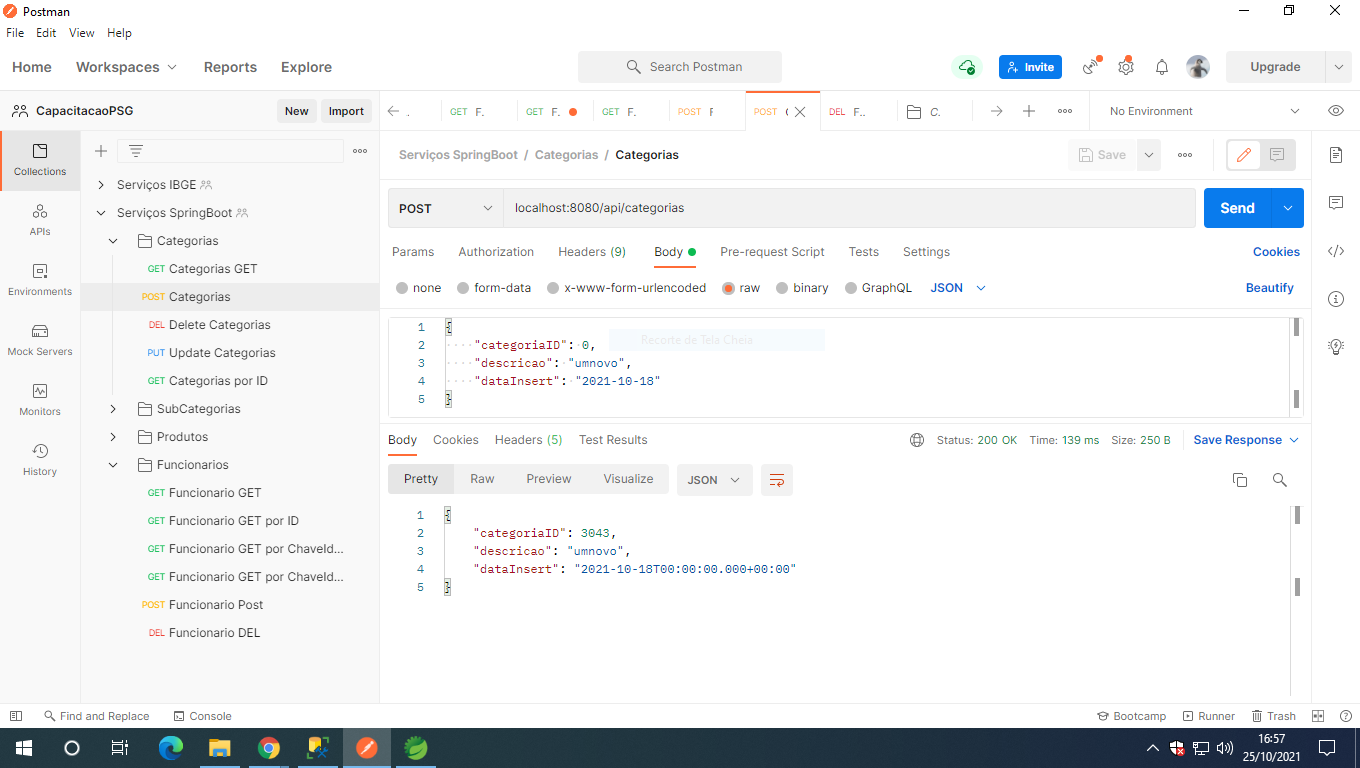 Postman
File Edit View Help
Home Workspaces Reports Explore Search Postman Invite Upgrade
CapacitacaoPSG New Import
. GET F. GET F. GET F. POST F POST DEL F.. C. No Environment
Collections
APIs
Environments
Mock Servers
Monitors
History
Serviços IBGE
Serviços SpringBoot
Categorias
GET Categorias GET
POST Categorias
DEL Delete Categorias
PUT Update Categorias
GET Categorias por ID
SubCategorias
Produtos
Funcionarios
GET Funcionario GET
GET Funcionario GET por ID
GET Funcionario GET por ChaveId...
GET Funcionario GET por ChaveId...
POST Funcionario Post
DEL Funcionario DEL
Serviços SpringBoot / Categorias / Categorias Save
POST localhost:8080/api/categorias Send
Params Authorization Headers (9) Body Pre-request Script Tests Settings Cookies
none form-data x-www-form-urlencoded raw binary GraphQL JSON Beautify
1 {
2 "categoriaID": 0,
Recorte de Tela Cheia
3 "descricao": "umnovo",
4 "dataInsert": "2021-10-18"
5 }
Body Cookies Headers (5) Test Results Status: 200 OK Time: 139 ms Size: 250 B Save Response
Pretty Raw Preview Visualize JSON
1 {
2 "categoriaID": 3043,
3 "descricao": "umnovo",
4 "dataInsert": "2021-10-18T00:00:00.000+00:00"
5 }
Find and Replace Console Bootcamp Runner Trash
16:57
25/10/2021